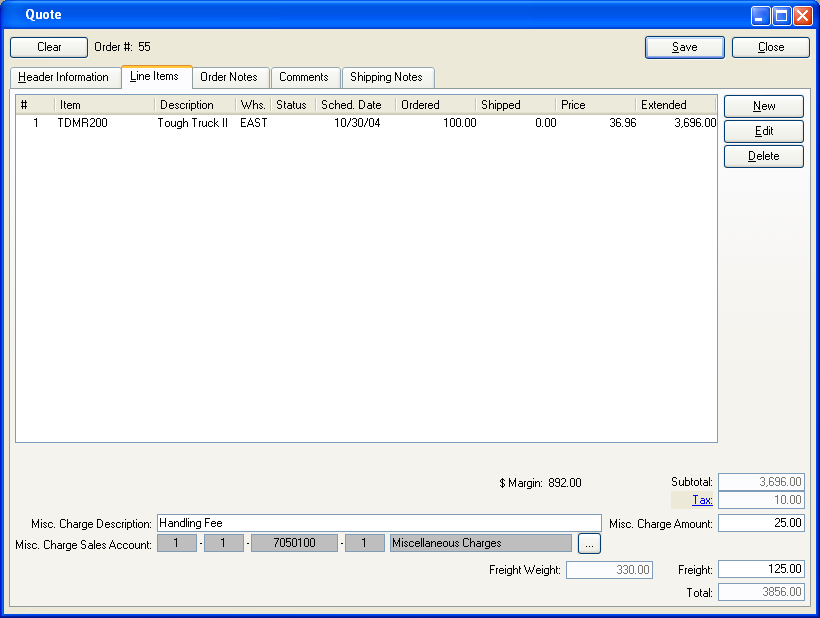 Quote
Clear Order #: 55 Save Close
Header Information Line Items Order Notes Comments Shipping Notes
# Item Description Whs. Status Sched. Date Ordered Shipped Price Extended
1 TDMR200 Tough Truck II EAST 10/30/04 100.00 0.00 36.96 3,696.00
New
Edit
Delete
$ Margin: 892.00 Subtotal: 3,696.00
Tax: 10.00
Misc. Charge Description: Handling Fee Misc. Charge Amount: 25.00
Misc. Charge Sales Account: 1 - 1 - 7050100 - 1 Miscellaneous Charges ...
Freight Weight: 330.00 Freight: 125.00
Total: 3856.00